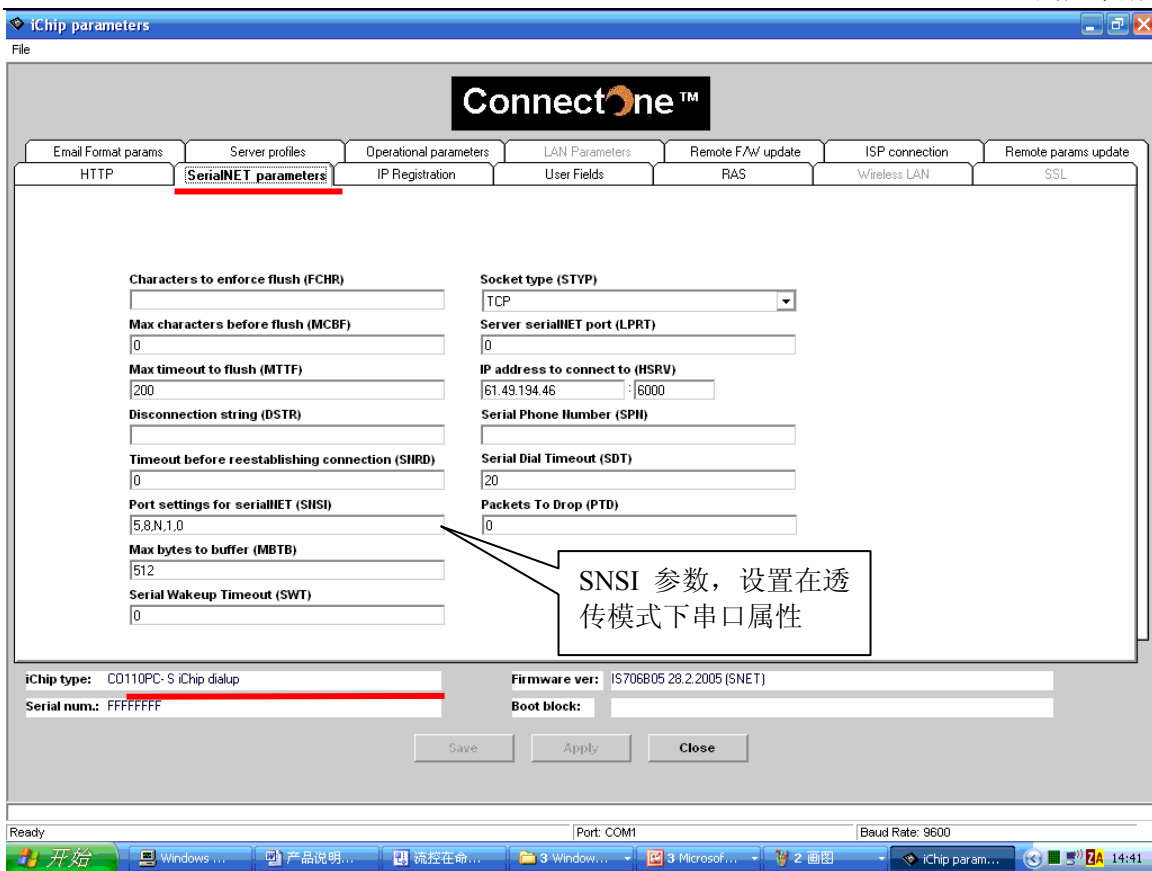 iChip parameters
File
ConnectOne™
Email Format params
Server profiles
Operational parameters
LAN Parameters
Remote F/W update
ISP connection
Remote params update
HTTP
SerialNET parameters
IP Registration
User Fields
RAS
Wireless LAN
SSL
Characters to enforce flush (FCHR)
Max characters before flush (MCBF)
0
Max timeout to flush (MTTF)
200
Disconnection string (DSTR)
Timeout before reestablishing connection (SNRD)
0
Port settings for serialNET (SNSI)
5,8,N,1,0
Max bytes to buffer (MBTB)
512
Serial Wakeup Timeout (SWT)
0
Socket type (STYP)
TCP
Server serialNET port (LPRT)
0
IP address to connect to (HSRV)
61.49.194.46 : 6000
Serial Phone Number (SPN)
Serial Dial Timeout (SDT)
20
Packets To Drop (PTD)
0
SNSI 参数，设置在透
传模式下串口属性
iChip type: CO110PC- S iChip dialup
Firmware ver: IS706B05 28.2.2005 (SNET)
Serial num.: FFFFFFFF
Boot block:
Save
Apply
Close
Ready
Port: COM1
Baud Rate: 9600
开始
Windows ...
产品说明...
流控在命...
3 Window...
3 Microsof...
2 画图
iChip param...
ZA
14:41